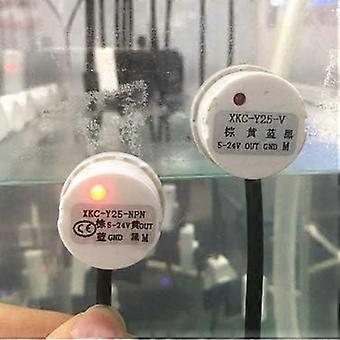 XKC-Y25-V
棕 黄 蓝 黑
5-24V OUT GND M
XKC-Y25-NPN
CE 棕5-24V 黄OUT
蓝GND 黑M